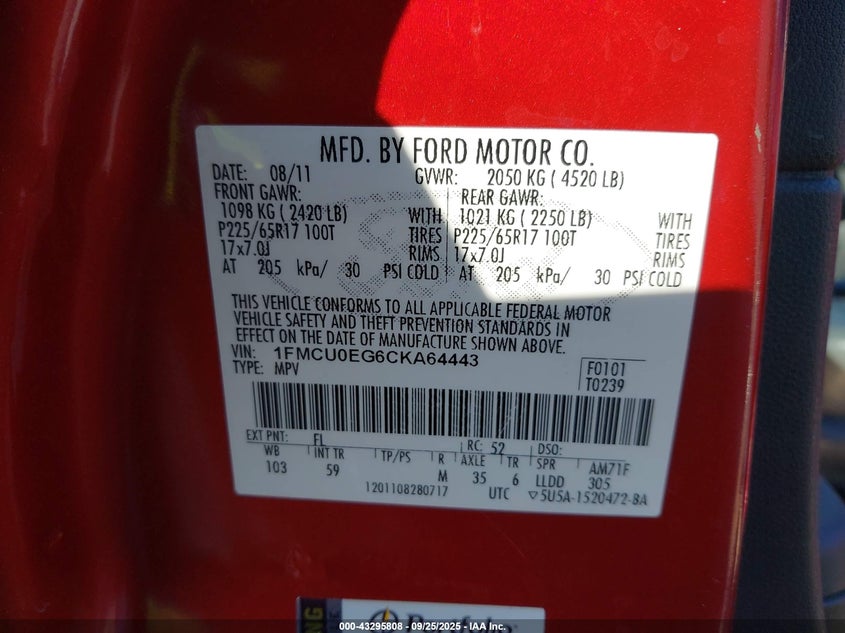 MFD. BY FORD MOTOR CO.
DATE: 08/11 GVWR: 2050 KG ( 4520 LB)
FRONT GAWR: REAR GAWR:
1098 KG ( 2420 LB) WITH 1021 KG ( 2250 LB) WITH
P225/65R17 100T TIRES P225/65R17 100T TIRES
17x7.0J RIMS 17x7.0J RIMS
AT 205 kPa/ 30 PSI COLD AT 205 kPa/ 30 PSI COLD
THIS VEHICLE CONFORMS TO ALL APPLICABLE FEDERAL MOTOR
VEHICLE SAFETY AND THEFT PREVENTION STANDARDS IN
EFFECT ON THE DATE OF MANUFACTURE SHOWN ABOVE.
VIN: 1FMCU0EG6CKA64443 F0101
TYPE: MPV T0239
EXT PNT: FL RC: 52 DSO:
WB INT TR TP/PS R AXLE TR SPR AM71F
103 59 M 35 6 LLDD 305
1201108280717 UTC ▽5U5A-1520472-BA
000-43295808 - 09/25/2025 - IAA Inc.